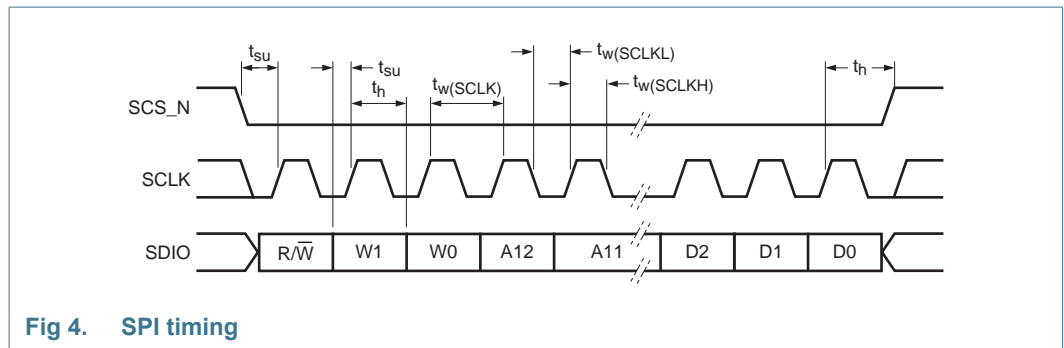 tsu
tsu
th
tw(SCLK)
tw(SCLKL)
tw(SCLKH)
th
SCS_N
SCLK
SDIO
R/W̅
W1
W0
A12
A11
D2
D1
D0
Fig 4. SPI timing